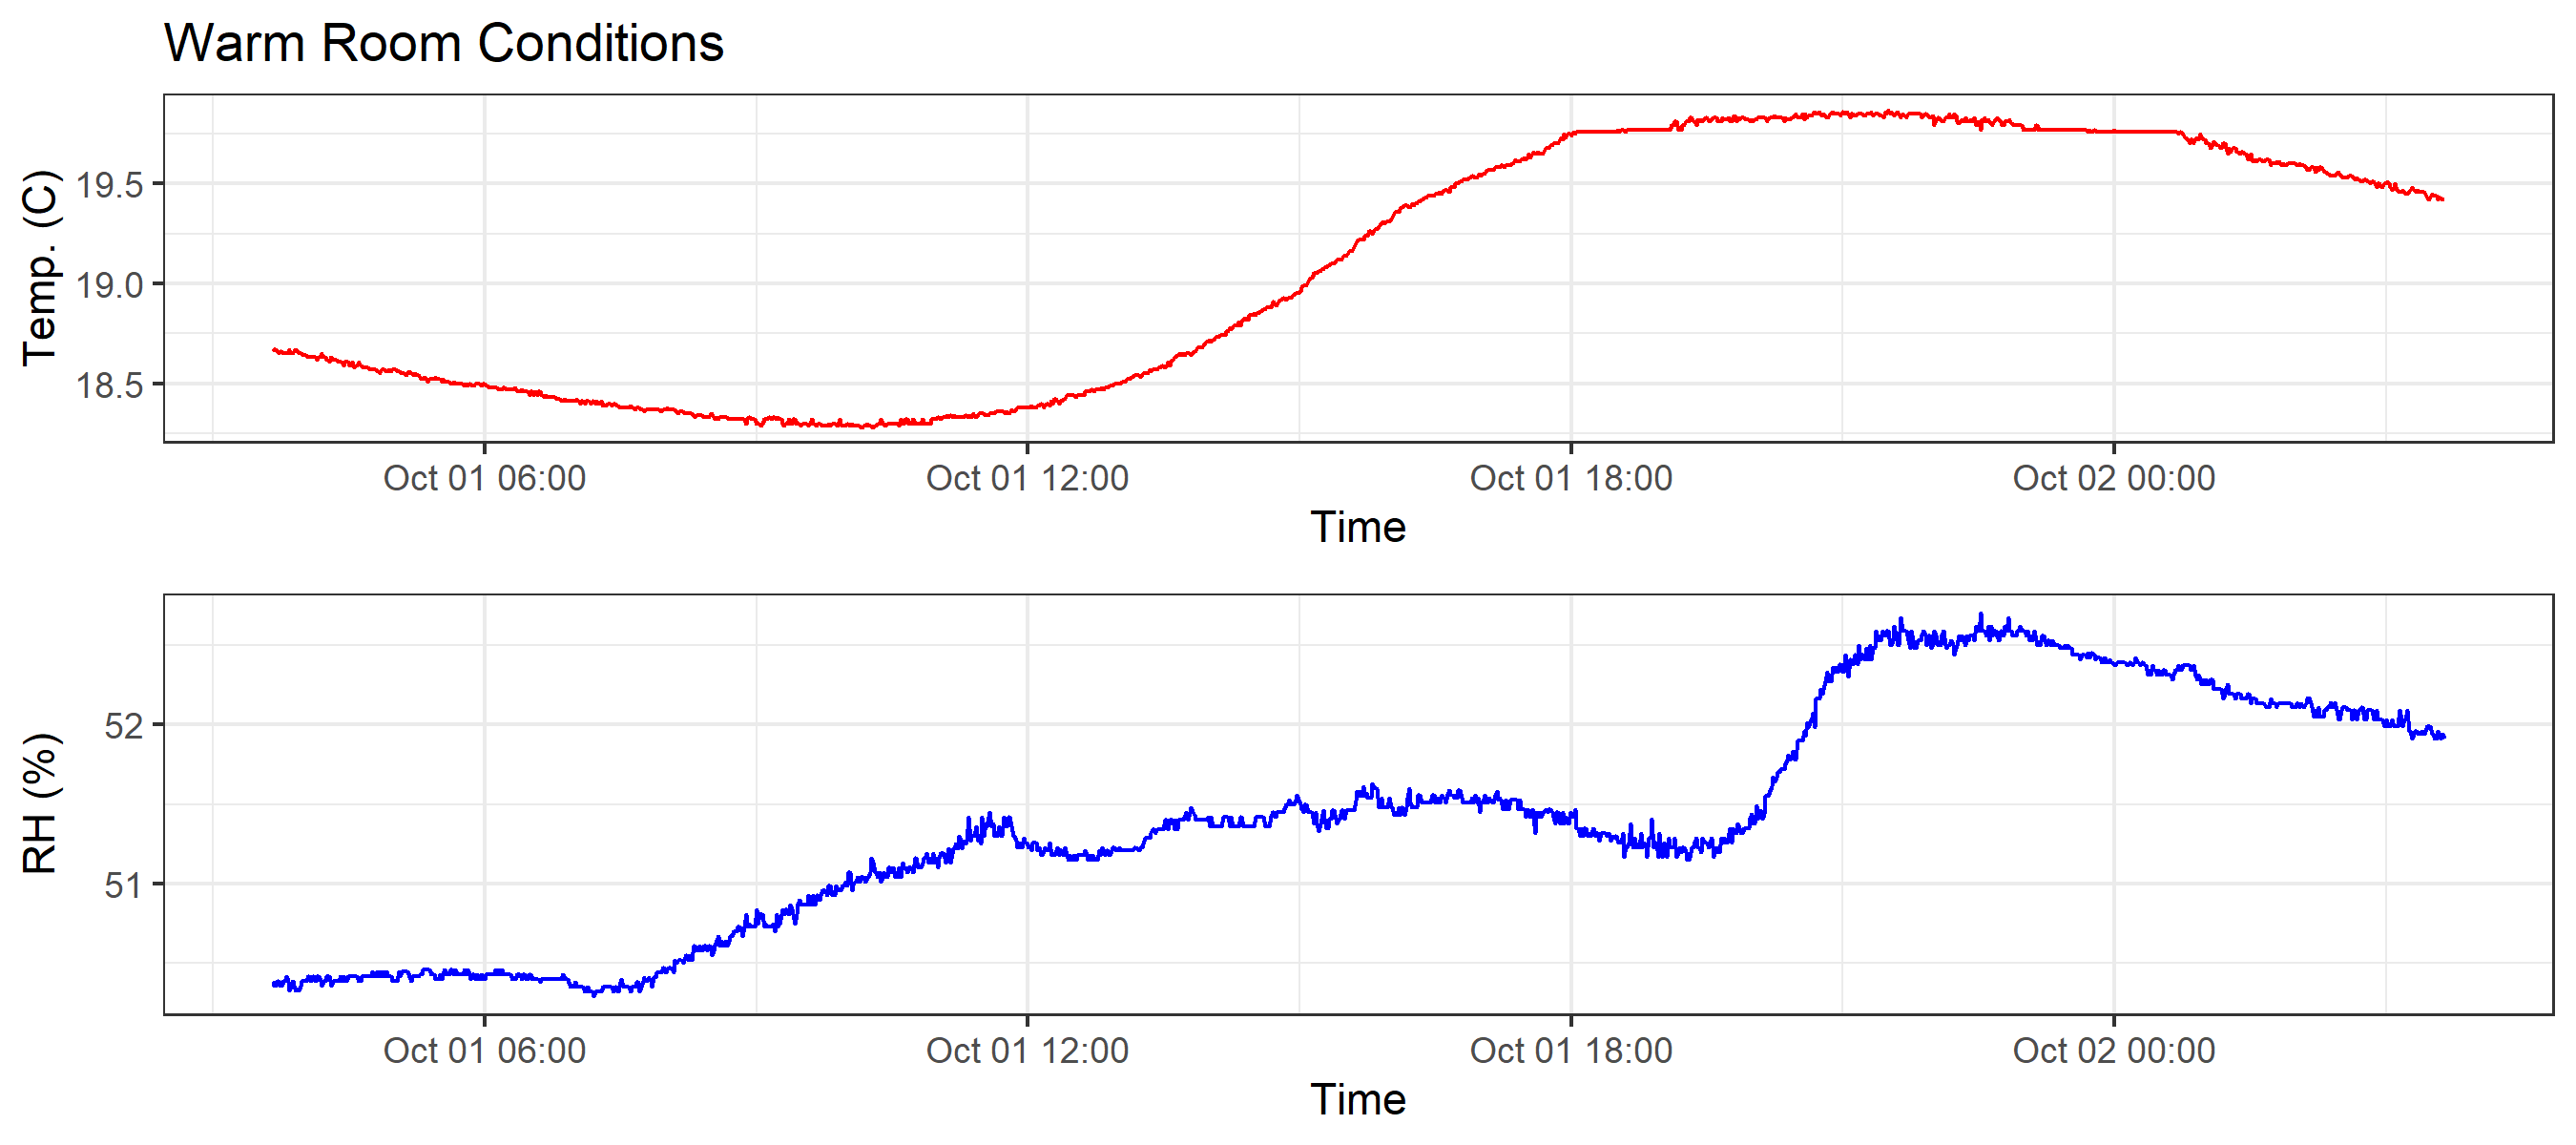 Warm Room Conditions
Temp. (C)
19.5
19.0
18.5
Oct 01 06:00 Oct 01 12:00 Oct 01 18:00 Oct 02 00:00
Time
RH (%)
52
51
Oct 01 06:00 Oct 01 12:00 Oct 01 18:00 Oct 02 00:00
Time